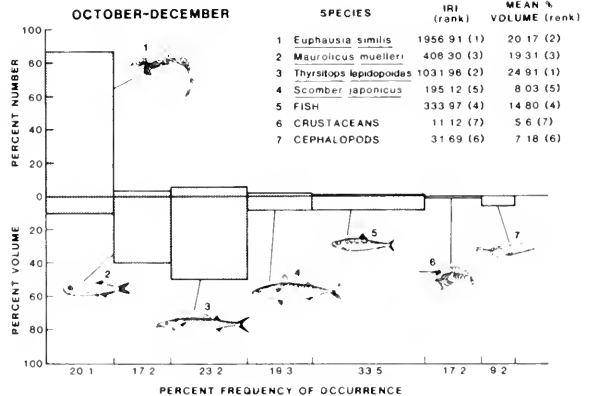 OCTOBER-DECEMBER
SPECIES IRI (rank) MEAN % VOLUME (rank)
1 Euphausia similis 1956 91 (1) 20 17 (2)
2 Maurolicus muelleri 408 30 (3) 19 31 (3)
3 Thyrsitops lepidopoidas 1031 96 (2) 24 91 (1)
4 Scomber japonicus 195 12 (5) 8 03 (5)
5 FISH 333 97 (4) 14 80 (4)
6 CRUSTACEANS 11 12 (7) 5 6 (7)
7 CEPHALOPODS 31 69 (6) 7 18 (6)
PERCENT NUMBER
100
80
60
40
20
0
PERCENT VOLUME
20
40
60
80
100
1
2
3
4
5
6
7
20 1 17 2 23 2 19 3 33 5 17 2 9 2
PERCENT FREQUENCY OF OCCURRENCE